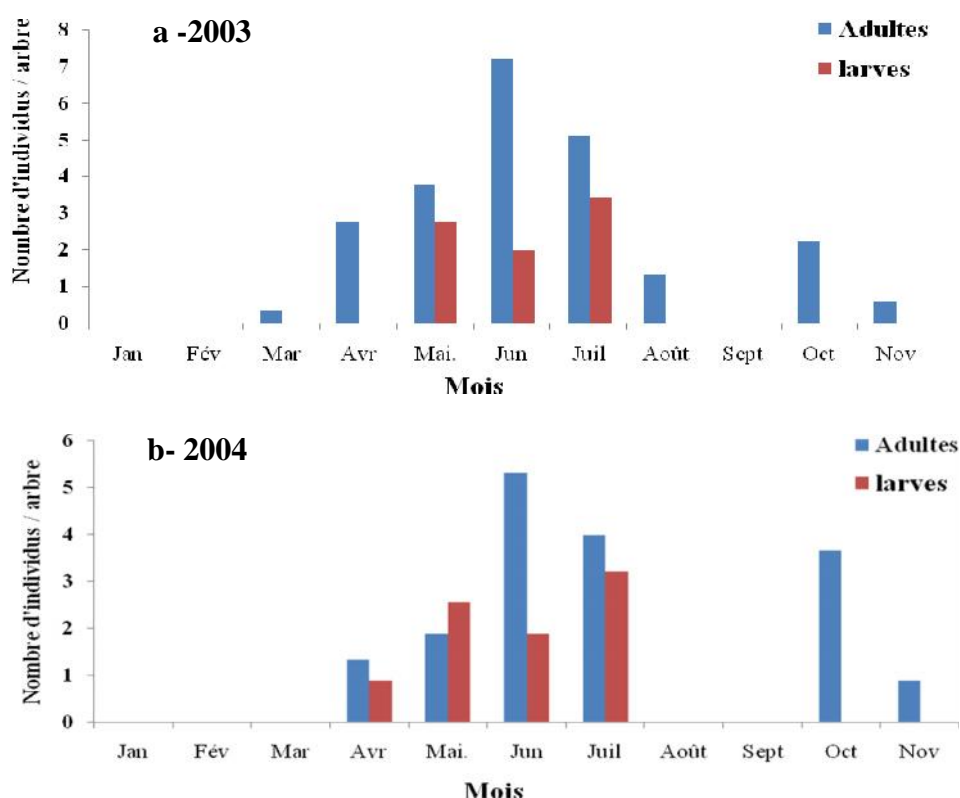 a -2003
Adultes
larves
Nombre d'individus / arbre
8
7
6
5
4
3
2
1
0
Jan Fév Mar Avr Mai. Jun Juil Août Sept Oct Nov
Mois
b- 2004
Adultes
larves
Nombre d'individus / arbre
6
5
4
3
2
1
0
Jan Fév Mar Avr Mai. Jun Juil Août Sept Oct Nov
Mois